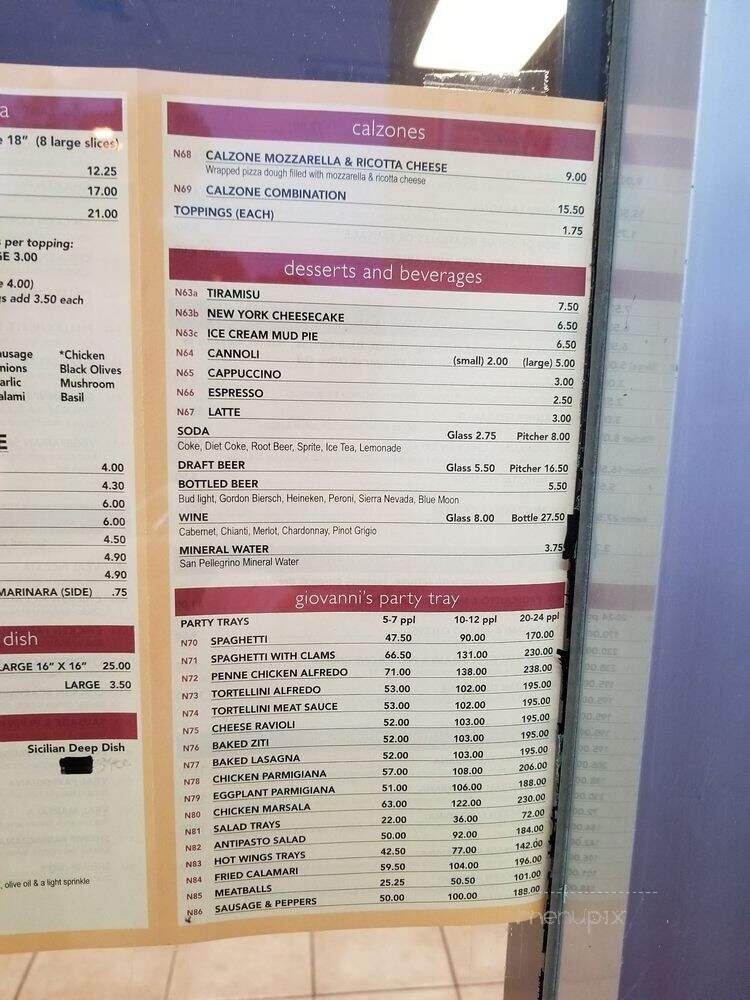 a
18" (8 large slices)
12.25
17.00
21.00
per topping:
GE 3.00
4.00)
add 3.50 each
ausage *Chicken
nions Black Olives
arlic Mushroom
alami Basil
E
4.00
4.30
6.00
6.00
4.50
4.90
4.90
MARINARA (SIDE) .75
dish
LARGE 16" X 16" 25.00
LARGE 3.50
Sicilian Deep Dish
, olive oil & a light sprinkle
calzones
N68 CALZONE MOZZARELLA & RICOTTA CHEESE 9.00
Wrapped pizza dough filled with mozzarella & ricotta cheese
N69 CALZONE COMBINATION 15.50
TOPPINGS (EACH) 1.75
desserts and beverages
N63a TIRAMISU 7.50
N63b NEW YORK CHEESECAKE 6.50
N63c ICE CREAM MUD PIE 6.50
N64 CANNOLI (small) 2.00 (large) 5.00
N65 CAPPUCCINO 3.00
N66 ESPRESSO 2.50
N67 LATTE 3.00
SODA Glass 2.75 Pitcher 8.00
Coke, Diet Coke, Root Beer, Sprite, Ice Tea, Lemonade
DRAFT BEER Glass 5.50 Pitcher 16.50
BOTTLED BEER 5.50
Bud light, Gordon Biersch, Heineken, Peroni, Sierra Nevada, Blue Moon
WINE Glass 8.00 Bottle 27.50
Cabernet, Chianti, Merlot, Chardonnay, Pinot Grigio
MINERAL WATER 3.75
San Pellegrino Mineral Water
giovanni's party tray
PARTY TRAYS 5-7 ppl 10-12 ppl 20-24 ppl
N70 SPAGHETTI 47.50 90.00 170.00
N71 SPAGHETTI WITH CLAMS 66.50 131.00 230.00
N72 PENNE CHICKEN ALFREDO 71.00 138.00 238.00
N73 TORTELLINI ALFREDO 53.00 102.00 195.00
N74 TORTELLINI MEAT SAUCE 53.00 102.00 195.00
N75 CHEESE RAVIOLI 52.00 103.00 195.00
N76 BAKED ZITI 52.00 103.00 195.00
N77 BAKED LASAGNA 52.00 103.00 195.00
N78 CHICKEN PARMIGIANA 57.00 108.00 206.00
N79 EGGPLANT PARMIGIANA 51.00 106.00 188.00
N80 CHICKEN MARSALA 63.00 122.00 230.00
N81 SALAD TRAYS 22.00 36.00 72.00
N82 ANTIPASTO SALAD 50.00 92.00 184.00
N83 HOT WINGS TRAYS 42.50 77.00 142.00
N84 FRIED CALAMARI 59.50 104.00 196.00
N85 MEATBALLS 25.25 50.50 101.00
N86 SAUSAGE & PEPPERS 50.00 100.00 188.00
menupix